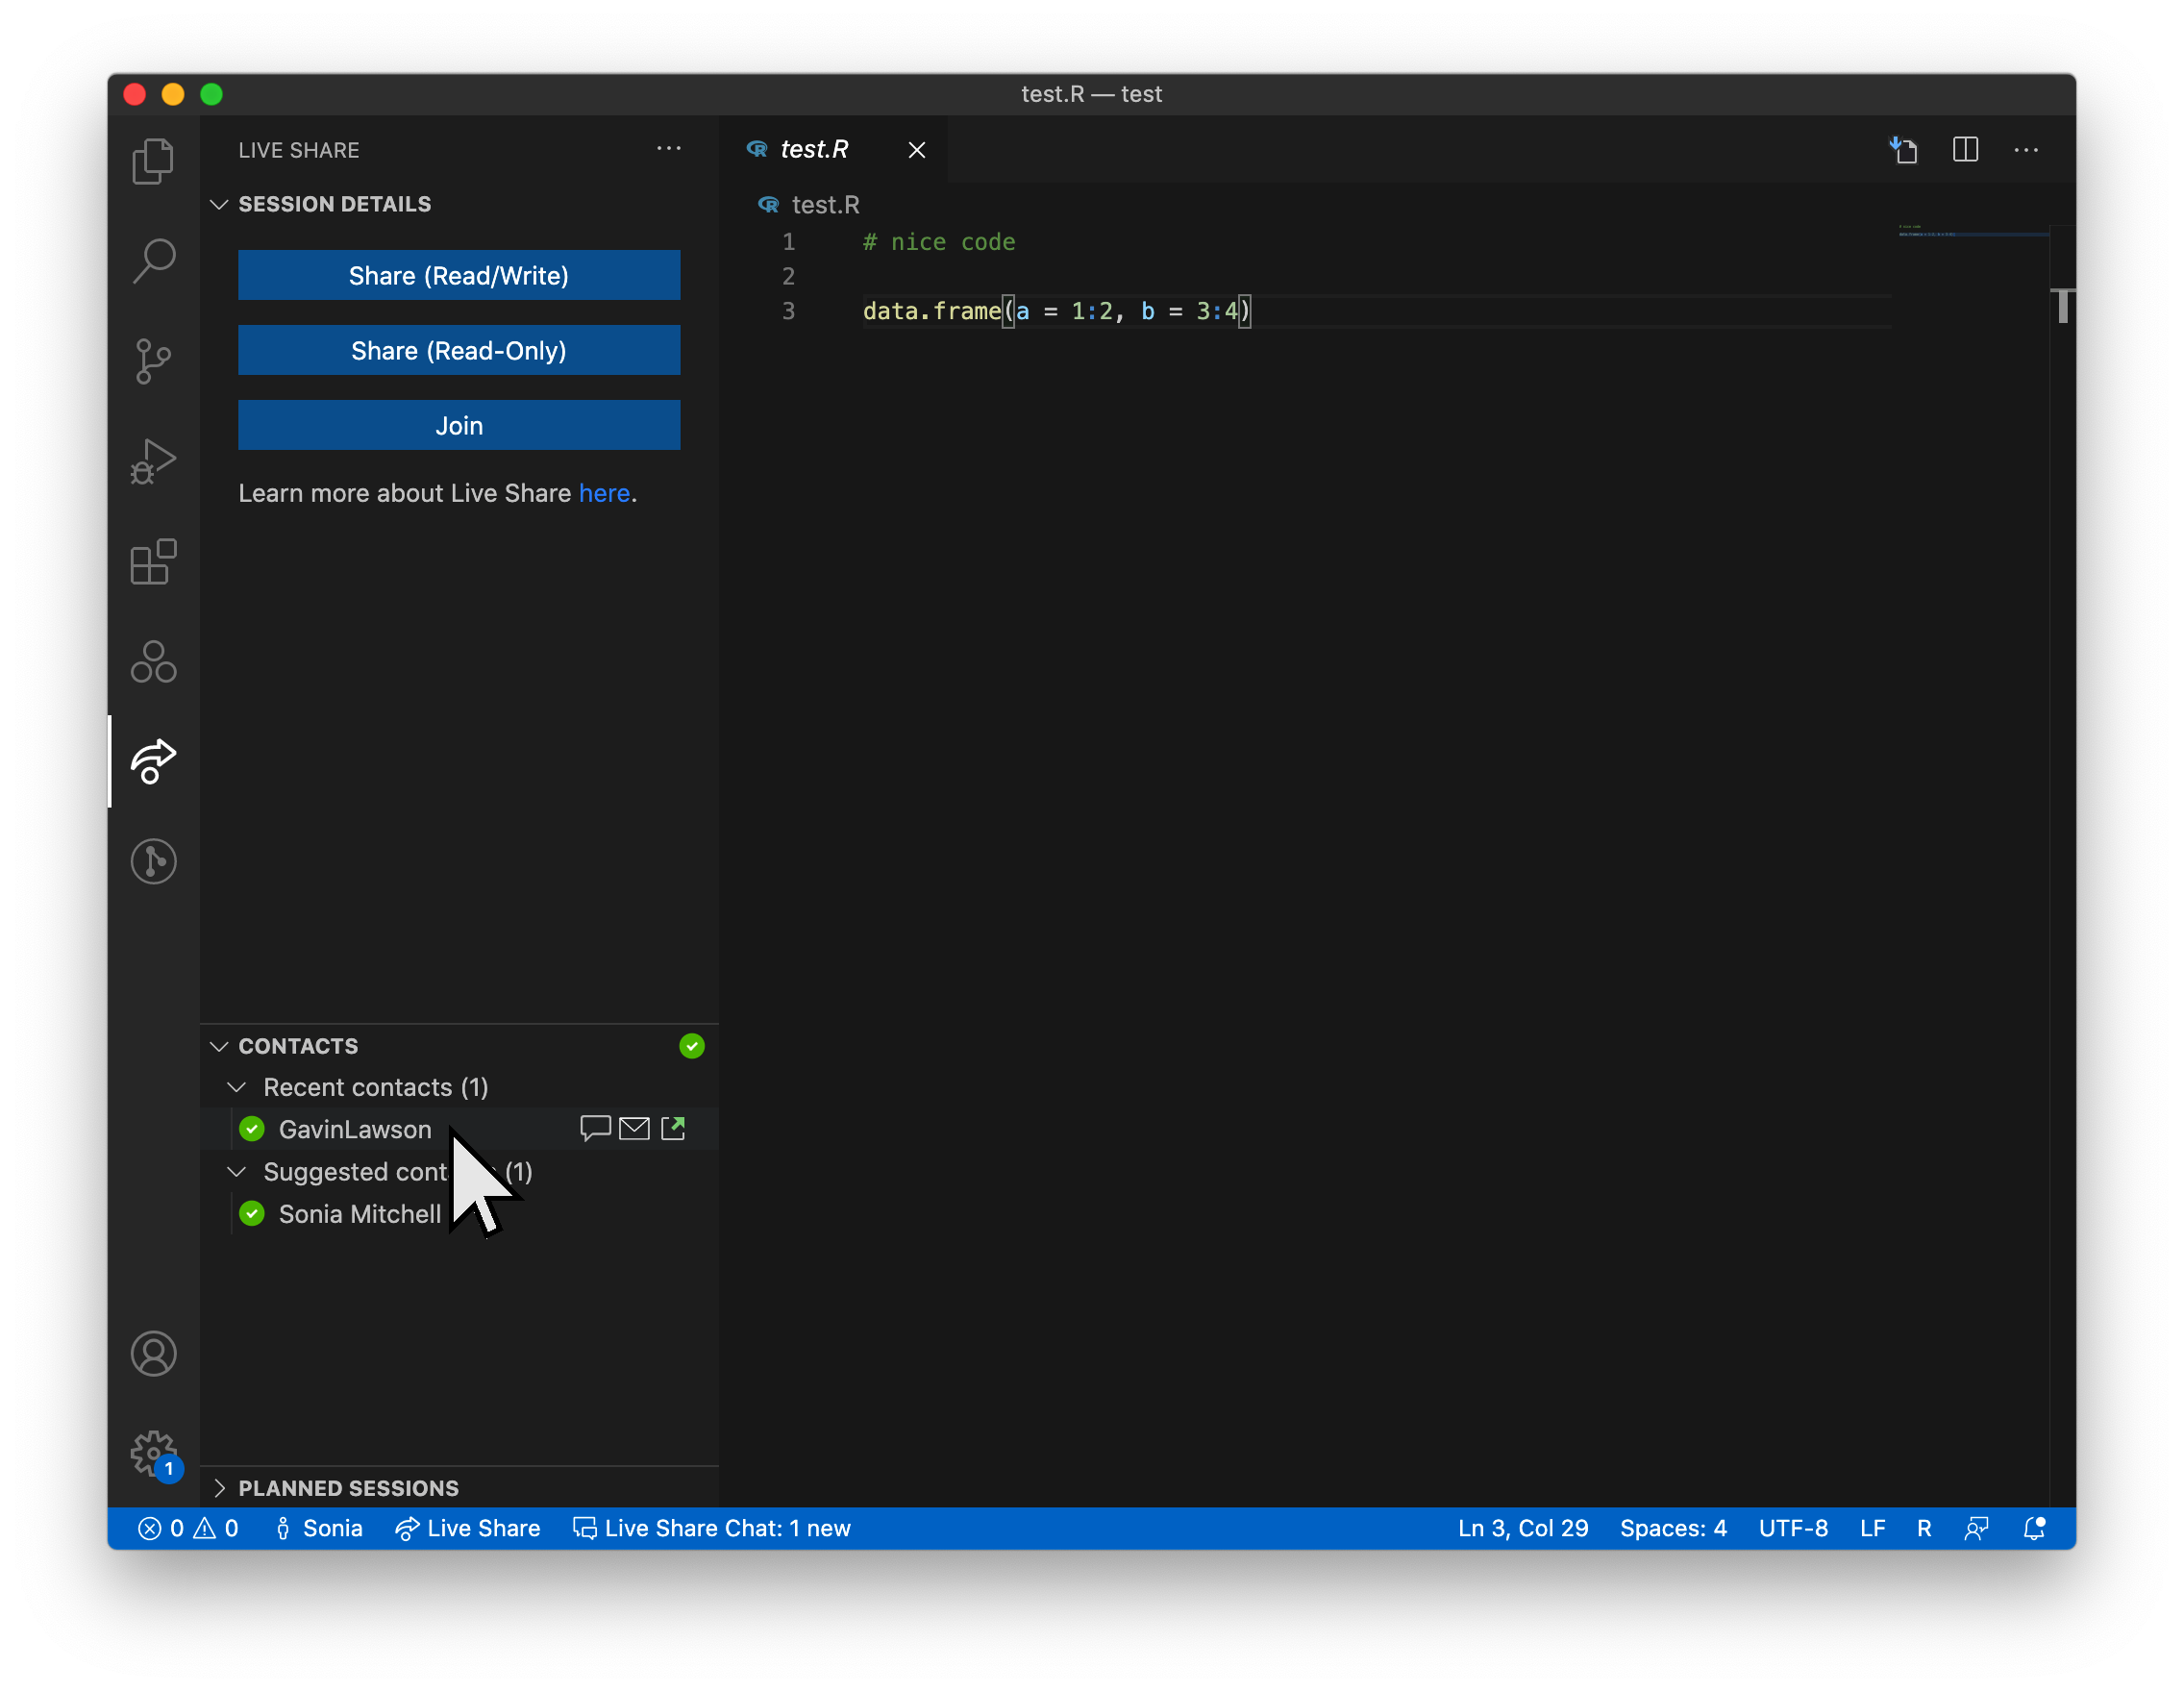 test.R — test
LIVE SHARE
SESSION DETAILS
Share (Read/Write)
Share (Read-Only)
Join
Learn more about Live Share here.
CONTACTS
Recent contacts (1)
GavinLawson
Suggested (1)
Sonia Mitchell
PLANNED SESSIONS
test.R
test.R
1 # nice code
2
3 data.frame(a = 1:2, b = 3:4)
1
0 0 Sonia Live Share Live Share Chat: 1 new Ln 3, Col 29 Spaces: 4 UTF-8 LF R